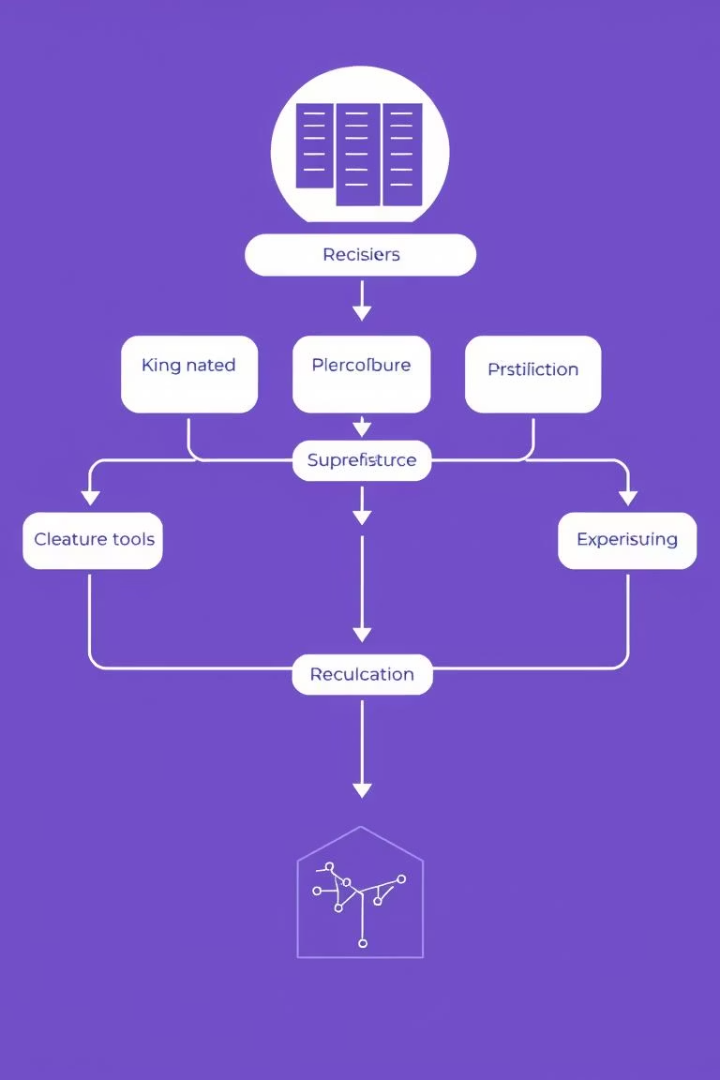 Recisiers
King nated
Plercofbure
Prstiliction
Suprefisturce
Cleature tools
Experisuing
Reculcation